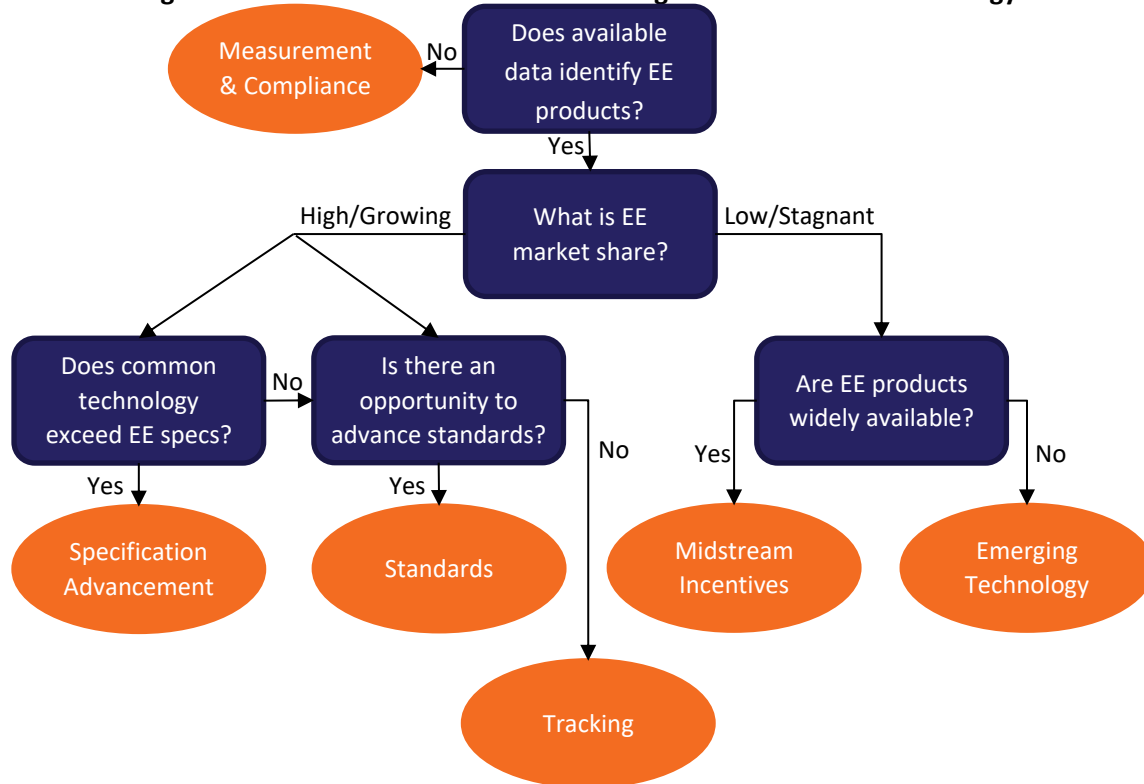 Does available
data identify EE
products?
No
Measurement
& Compliance
Yes
What is EE
market share?
High/Growing
Low/Stagnant
Does common
technology
exceed EE specs?
No
Is there an
opportunity to
advance standards?
Are EE products
widely available?
Yes
Yes
No
Yes
No
Specification
Advancement
Standards
Midstream
Incentives
Emerging
Technology
Tracking